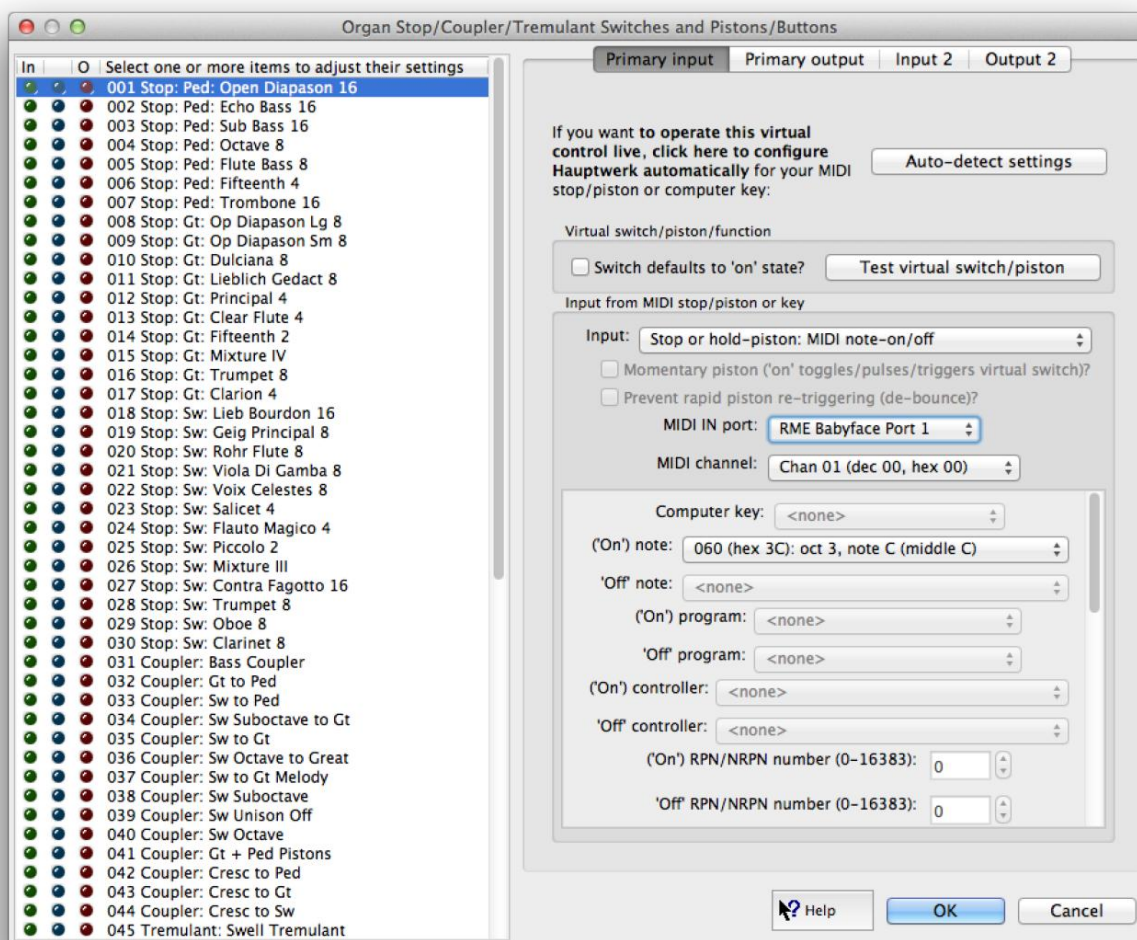 Organ Stop/Coupler/Tremulant Switches and Pistons/Buttons
In O Select one or more items to adjust their settings
001 Stop: Ped: Open Diapason 16
002 Stop: Ped: Echo Bass 16
003 Stop: Ped: Sub Bass 16
004 Stop: Ped: Octave 8
005 Stop: Ped: Flute Bass 8
006 Stop: Ped: Fifteenth 4
007 Stop: Ped: Trombone 16
008 Stop: Gt: Op Diapason Lg 8
009 Stop: Gt: Op Diapason Sm 8
010 Stop: Gt: Dulciana 8
011 Stop: Gt: Lieblich Gedact 8
012 Stop: Gt: Principal 4
013 Stop: Gt: Clear Flute 4
014 Stop: Gt: Fifteenth 2
015 Stop: Gt: Mixture IV
016 Stop: Gt: Trumpet 8
017 Stop: Gt: Clarion 4
018 Stop: Sw: Lieb Bourdon 16
019 Stop: Sw: Geig Principal 8
020 Stop: Sw: Rohr Flute 8
021 Stop: Sw: Viola Di Gamba 8
022 Stop: Sw: Voix Celestes 8
023 Stop: Sw: Salicet 4
024 Stop: Sw: Flauto Magico 4
025 Stop: Sw: Piccolo 2
026 Stop: Sw: Mixture III
027 Stop: Sw: Contra Fagotto 16
028 Stop: Sw: Trumpet 8
029 Stop: Sw: Oboe 8
030 Stop: Sw: Clarinet 8
031 Coupler: Bass Coupler
032 Coupler: Gt to Ped
033 Coupler: Sw to Ped
034 Coupler: Sw Suboctave to Gt
035 Coupler: Sw to Gt
036 Coupler: Sw Octave to Great
037 Coupler: Sw to Gt Melody
038 Coupler: Sw Suboctave
039 Coupler: Sw Unison Off
040 Coupler: Sw Octave
041 Coupler: Gt + Ped Pistons
042 Coupler: Cresc to Ped
043 Coupler: Cresc to Gt
044 Coupler: Cresc to Sw
045 Tremulant: Swell Tremulant
Primary input Primary output Input 2 Output 2
If you want to operate this virtual
control live, click here to configure
Hauptwerk automatically for your MIDI
stop/piston or computer key:
Auto-detect settings
Virtual switch/piston/function
Switch defaults to 'on' state? Test virtual switch/piston
Input from MIDI stop/piston or key
Input: Stop or hold-piston: MIDI note-on/off
Momentary piston ('on' toggles/pulses/triggers virtual switch)?
Prevent rapid piston re-triggering (de-bounce)?
MIDI IN port: RME Babyface Port 1
MIDI channel: Chan 01 (dec 00, hex 00)
Computer key: <none>
('On') note: 060 (hex 3C): oct 3, note C (middle C)
'Off' note: <none>
('On') program: <none>
'Off' program: <none>
('On') controller: <none>
'Off' controller: <none>
('On') RPN/NRPN number (0-16383): 0
'Off' RPN/NRPN number (0-16383): 0
? Help OK Cancel